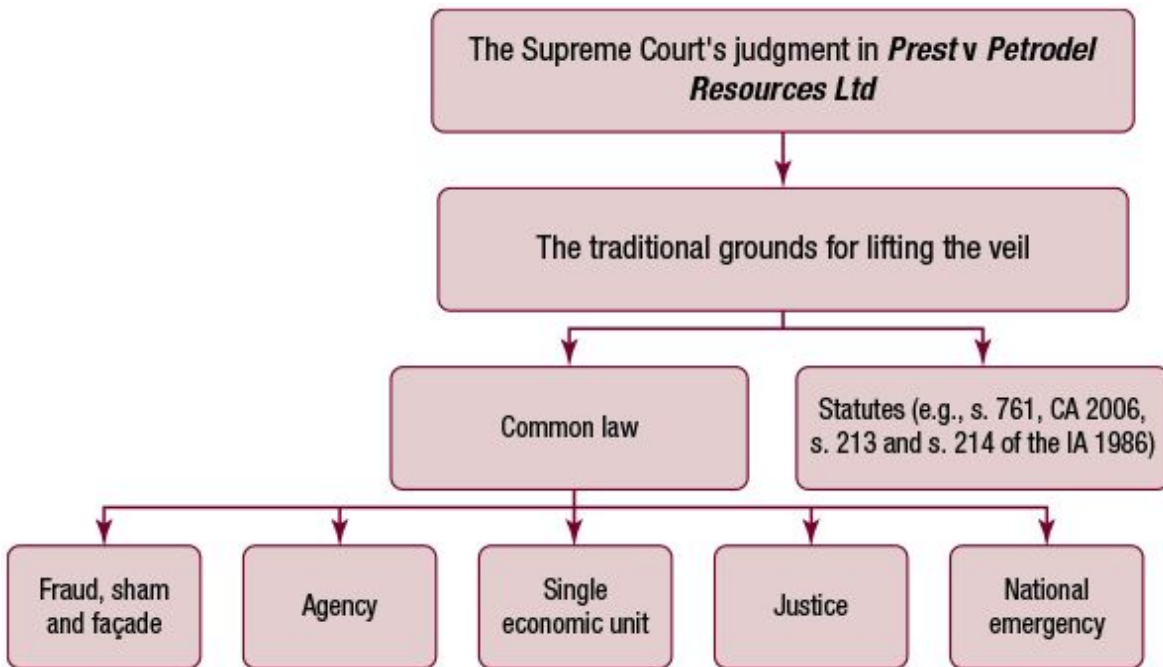 The Supreme Court's judgment in Prest v Petrodel
Resources Ltd
The traditional grounds for lifting the veil
Common law
Statutes (e.g., s. 761, CA 2006,
s. 213 and s. 214 of the IA 1986)
Fraud, sham
and façade
Agency
Single
economic unit
Justice
National
emergency